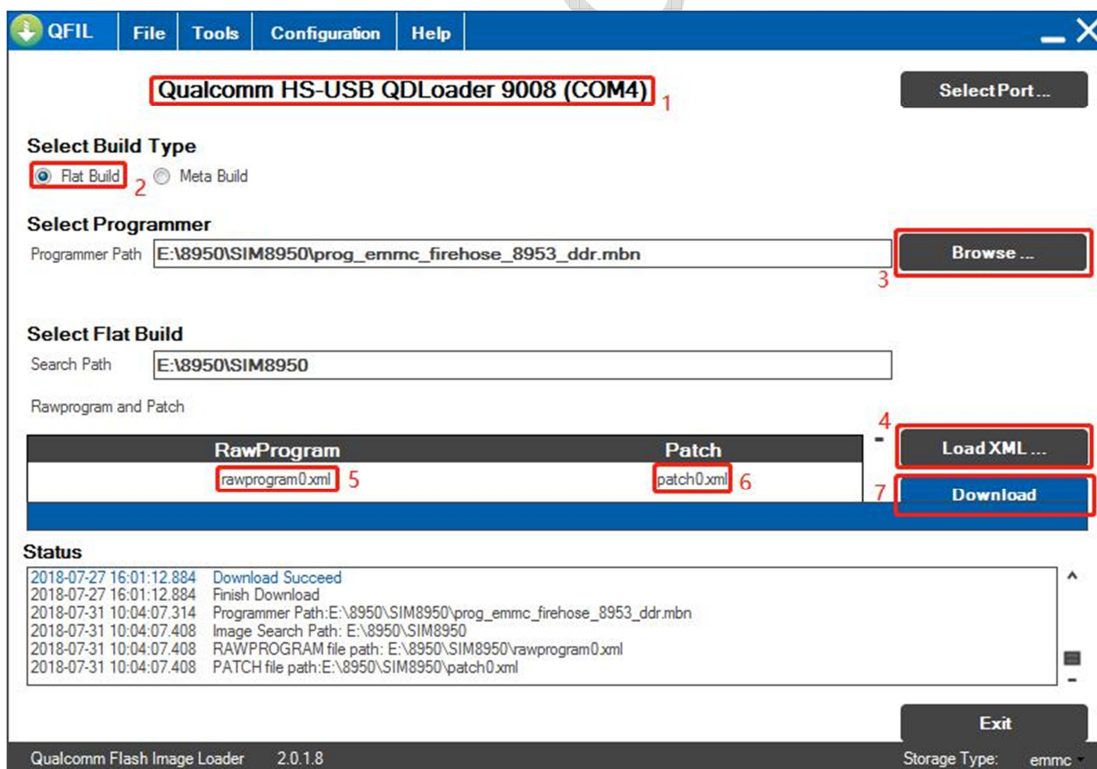 QFIL File Tools Configuration Help
Qualcomm HS-USB QDLoader 9008 (COM4) 1 Select Port ...
Select Build Type
Flat Build 2 Meta Build
Select Programmer
Programmer Path E:\8950\SIM8950\prog_emmc_firehose_8953_ddr.mbn Browse ...
3
Select Flat Build
Search Path E:\8950\SIM8950
Rawprogram and Patch
4
RawProgram Patch Load XML ...
rawprogram0.xml 5 patch0.xml 6
7 Download
Status
2018-07-27 16:01:12.884 Download Succeed
2018-07-27 16:01:12.884 Finish Download
2018-07-31 10:04:07.314 Programmer Path:E:\8950\SIM8950\prog_emmc_firehose_8953_ddr.mbn
2018-07-31 10:04:07.408 Image Search Path: E:\8950\SIM8950
2018-07-31 10:04:07.408 RAWPROGRAM file path: E:\8950\SIM8950\rawprogram0.xml
2018-07-31 10:04:07.408 PATCH file path:E:\8950\SIM8950\patch0.xml
Exit
Qualcomm Flash Image Loader 2.0.1.8 Storage Type: emmc